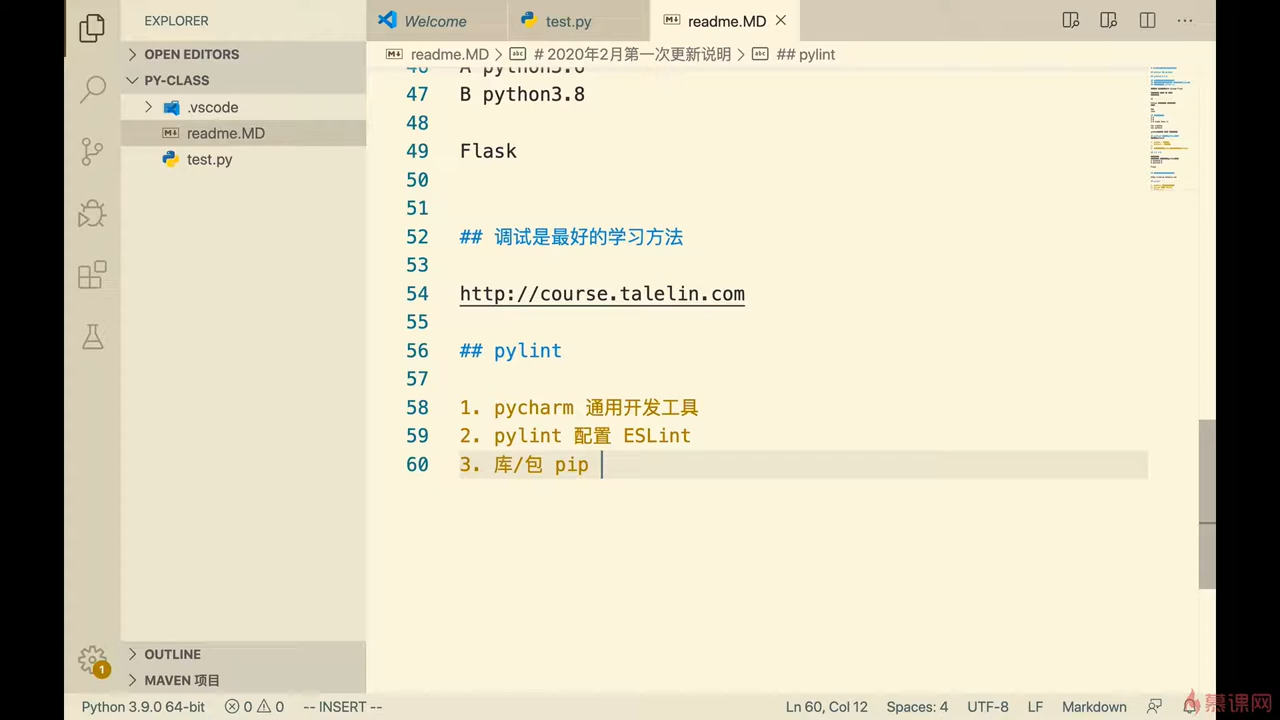 EXPLORER
Welcome
test.py
readme.MD
OPEN EDITORS
readme.MD > # 2020年2月第一次更新说明 > ## pylint
PY-CLASS
.vscode
readme.MD
test.py
46 A python3.6
47 B python3.8
48
49 Flask
50
51
52 ## 调试是最好的学习方法
53
54 http://course.talelin.com
55
56 ## pylint
57
58 1. pycharm 通用开发工具
59 2. pylint 配置 ESLint
60 3. 库/包 pip
OUTLINE
MAVEN 项目
1
Python 3.9.0 64-bit 0 0 -- INSERT -- Ln 60, Col 12 Spaces: 4 UTF-8 LF Markdown
慕课网